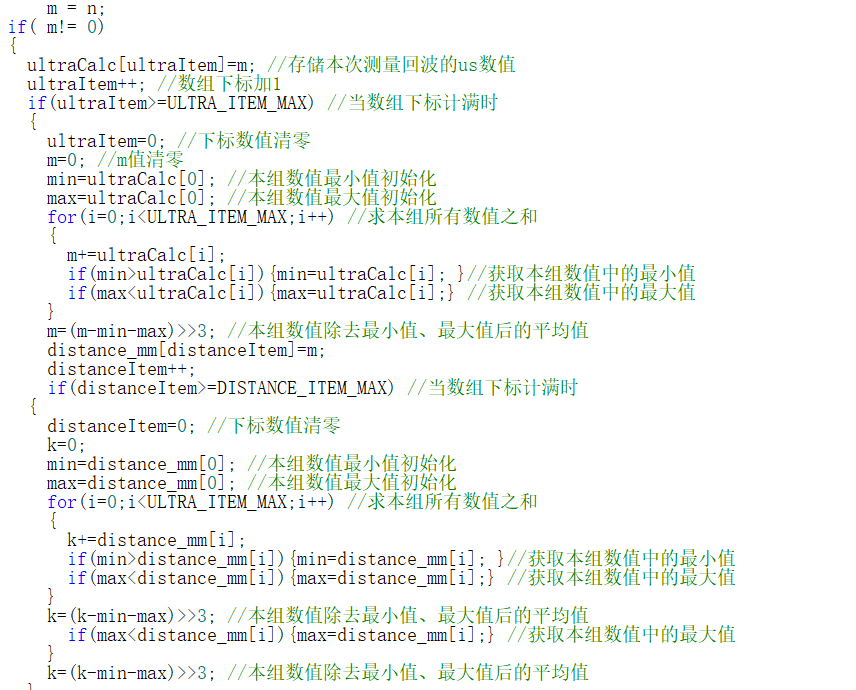 m = n;
if( m!= 0)
{
ultraCalc[ultraItem]=m; //存储本次测量回波的us数值
ultraItem++; //数组下标加1
if(ultraItem>=ULTRA_ITEM_MAX) //当数组下标计满时
{
ultraItem=0; //下标数值清零
m=0; //m值清零
min=ultraCalc[0]; //本组数值最小值初始化
max=ultraCalc[0]; //本组数值最大值初始化
for(i=0;i<ULTRA_ITEM_MAX;i++) //求本组所有数值之和
{
m+=ultraCalc[i];
if(min>ultraCalc[i]){min=ultraCalc[i]; }//获取本组数值中的最小值
if(max<ultraCalc[i]){max=ultraCalc[i];} //获取本组数值中的最大值
}
m=(m-min-max)>>3; //本组数值除去最小值、最大值后的平均值
distance_mm[distanceItem]=m;
distanceItem++;
if(distanceItem>=DISTANCE_ITEM_MAX) //当数组下标计满时
{
distanceItem=0; //下标数值清零
k=0;
min=distance_mm[0]; //本组数值最小值初始化
max=distance_mm[0]; //本组数值最大值初始化
for(i=0;i<ULTRA_ITEM_MAX;i++) //求本组所有数值之和
{
k+=distance_mm[i];
if(min>distance_mm[i]){min=distance_mm[i]; }//获取本组数值中的最小值
if(max<distance_mm[i]){max=distance_mm[i];} //获取本组数值中的最大值
}
k=(k-min-max)>>3; //本组数值除去最小值、最大值后的平均值
if(max<distance_mm[i]){max=distance_mm[i];} //获取本组数值中的最大值
}
k=(k-min-max)>>3; //本组数值除去最小值、最大值后的平均值
}